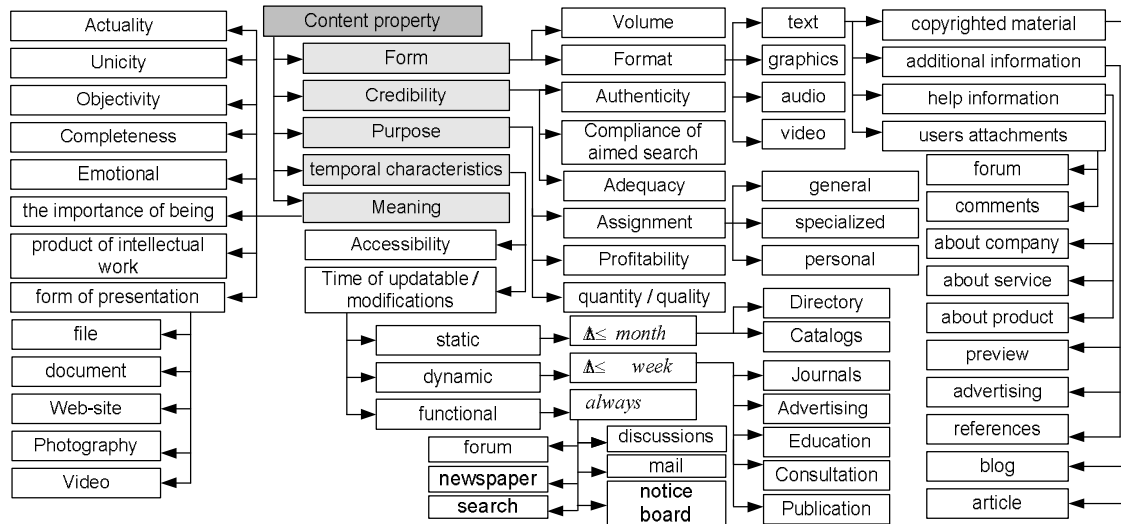 Content property
Form
Credibility
Purpose
temporal characteristics
Meaning
Actuality
Unicity
Objectivity
Completeness
Emotional
the importance of being
product of intellectual
work
form of presentation
file
document
Web-site
Photography
Video
Accessibility
Time of updatable /
modifications
static
dynamic
functional
forum
newspaper
search
Volume
Format
Authenticity
Compliance of
aimed search
Adequacy
Assignment
Profitability
quantity / quality
≤ month
≤ week
always
discussions
mail
notice
board
text
graphics
audio
video
general
specialized
personal
Directory
Catalogs
Journals
Advertising
Education
Consultation
Publication
copyrighted material
additional information
help information
users attachments
forum
comments
about company
about service
about product
preview
advertising
references
blog
article